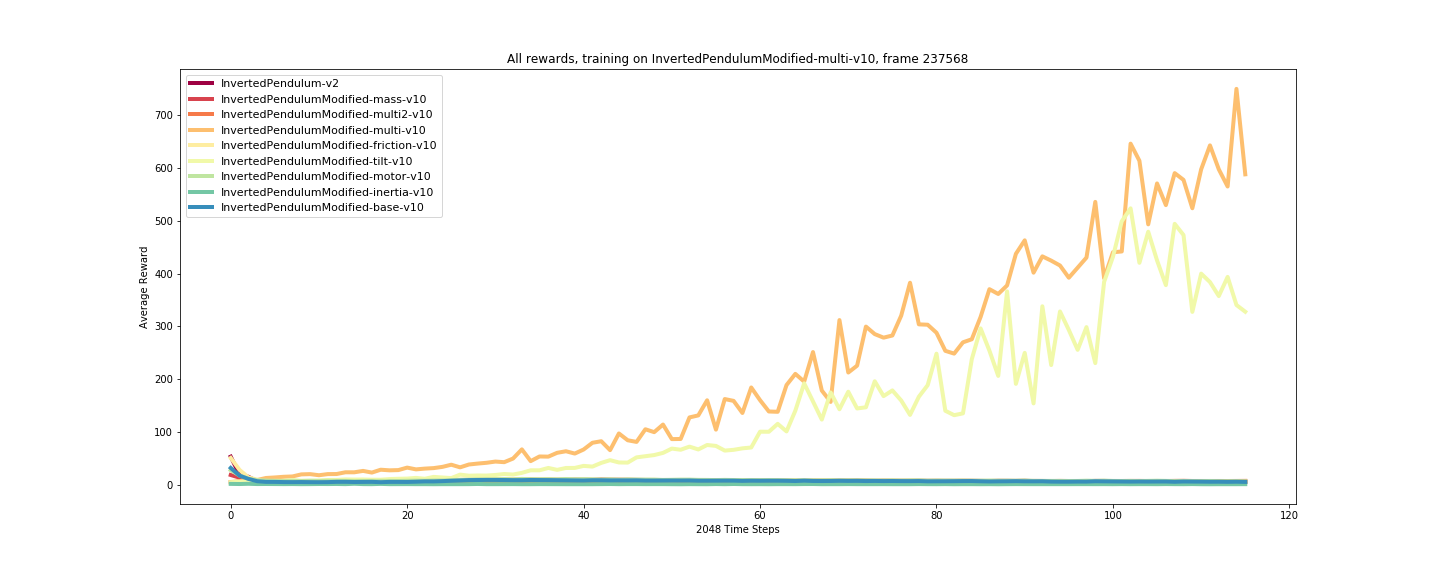 All rewards, training on InvertedPendulumModified-multi-v10, frame 237568
InvertedPendulum-v2
InvertedPendulumModified-mass-v10
InvertedPendulumModified-multi2-v10
InvertedPendulumModified-multi-v10
InvertedPendulumModified-friction-v10
InvertedPendulumModified-tilt-v10
InvertedPendulumModified-motor-v10
InvertedPendulumModified-inertia-v10
InvertedPendulumModified-base-v10
Average Reward
700
600
500
400
300
200
100
0
0 20 40 60 80 100 120
2048 Time Steps